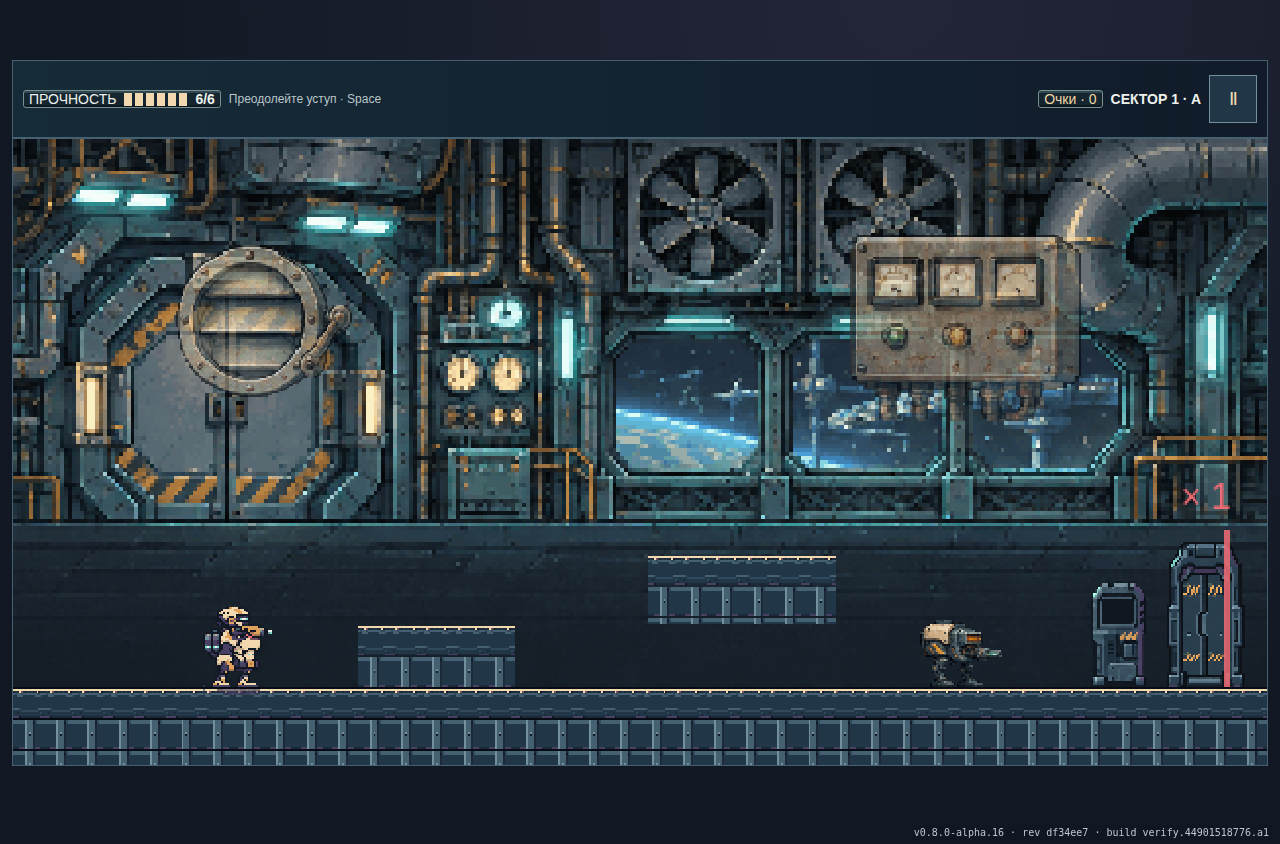 ПРОЧНОСТЬ 6/6 Преодолейте уступ · Space Очки · 0 СЕКТОР 1 · A II
× 1
v0.8.0-alpha.16 · rev df34ee7 · build verify.44901518776.a1